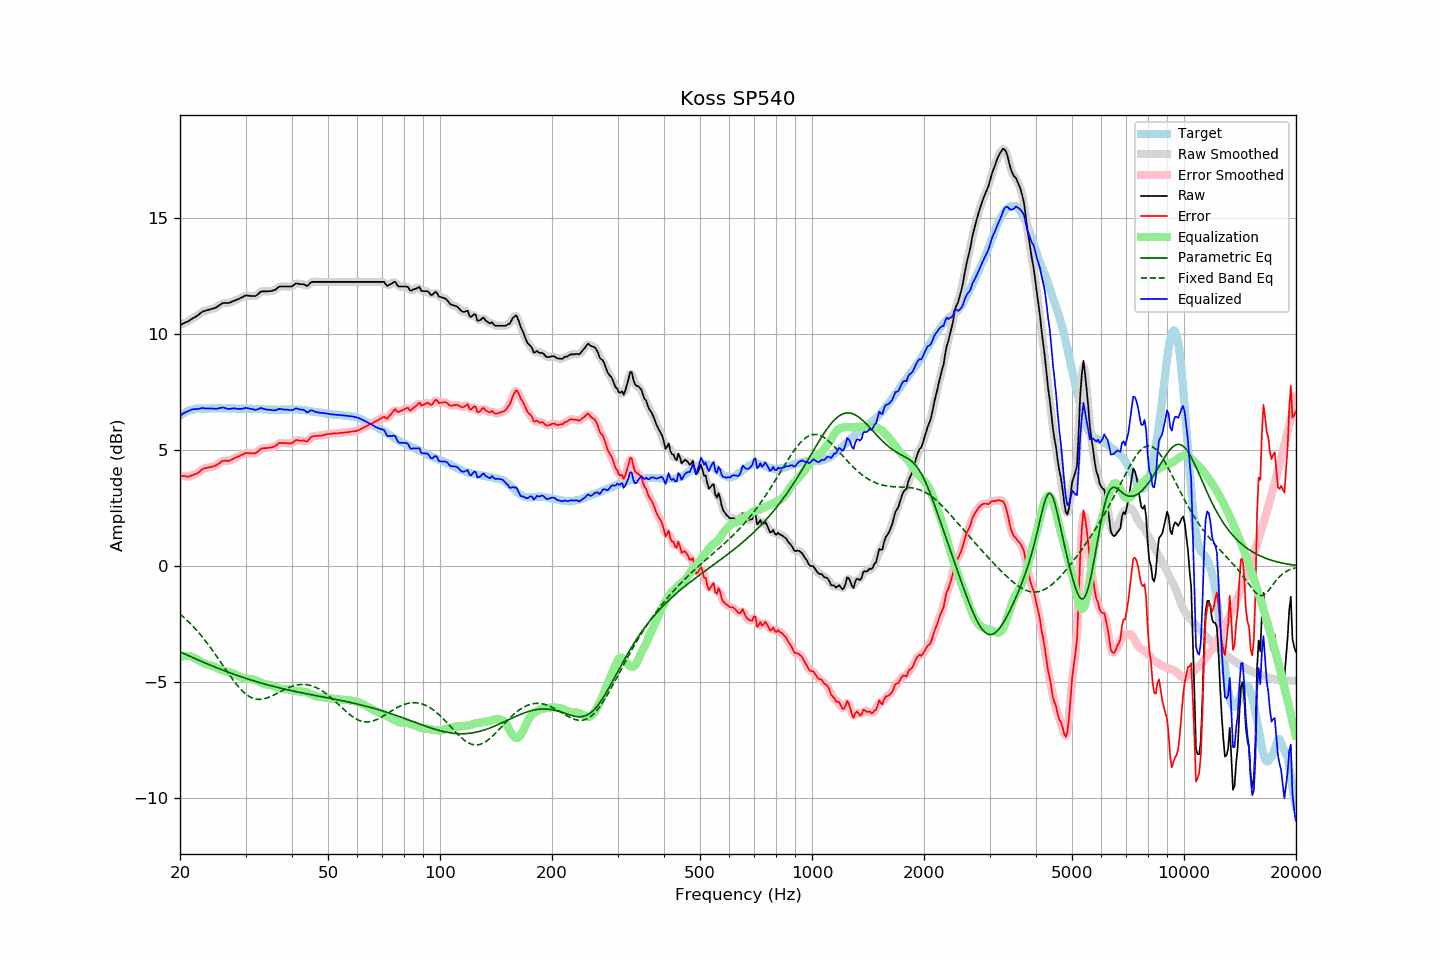 Koss SP540
Amplitude (dBr)
15
10
5
0
−5
−10
20
50
100
200
500
1000
2000
5000
10000
20000
Frequency (Hz)
Target
Raw Smoothed
Error Smoothed
Raw
Error
Equalization
Parametric Eq
Fixed Band Eq
Equalized